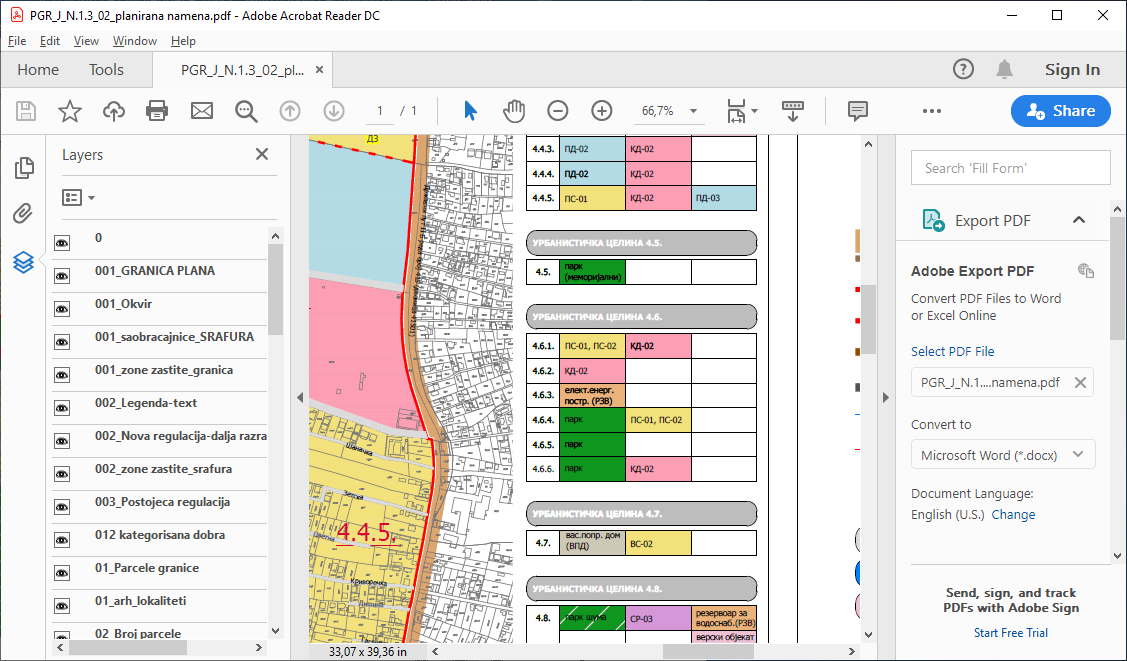 PGR_J_N.1.3_02_planirana namena.pdf - Adobe Acrobat Reader DC
File Edit View Window Help
Home Tools PGR_J_N.1.3_02_pl... × Sign In
1 / 1 66,7% Share
Layers
0
001_GRANICA PLANA
001_Okvir
001_saobracajnice_SRAFURA
001_zone zastite_granica
002_Legenda-text
002_Nova regulacija-dalja razra
002_zone zastite_srafura
003_Postojeca regulacija
012 kategorisana dobra
01_Parcele granice
01_arh_lokaliteti
02_Broj parcele
ДЗ
Шаначка
Зетска
4.4.5.
Цветна
Криворечка
33,07 x 39,36 in
4.4.3. ПД-02 КД-02
4.4.4. ПД-02 КД-02
4.4.5. ПС-01 КД-02 ПД-03
УРБАНИСТИЧКА ЦЕЛИНА 4.5.
4.5. парк
(меморијални)
УРБАНИСТИЧКА ЦЕЛИНА 4.6.
4.6.1. ПС-01, ПС-02 КД-02
4.6.2. КД-02
4.6.3. елект.енерг.
постр. (РЗВ)
4.6.4. парк ПС-01, ПС-02
4.6.5. парк
4.6.6. парк КД-02
УРБАНИСТИЧКА ЦЕЛИНА 4.7.
4.7. вас.попр. дом
(ВПД) ВС-02
УРБАНИСТИЧКА ЦЕЛИНА 4.8.
4.8. парк шума СР-03 резервоар за
водоснаб.(РЗВ)
верски објекат
Search 'Fill Form'
Export PDF
Adobe Export PDF
Convert PDF Files to Word
or Excel Online
Select PDF File
PGR_J_N.1....namena.pdf
Convert to
Microsoft Word (*.docx)
Document Language:
English (U.S.) Change
Send, sign, and track
PDFs with Adobe Sign
Start Free Trial